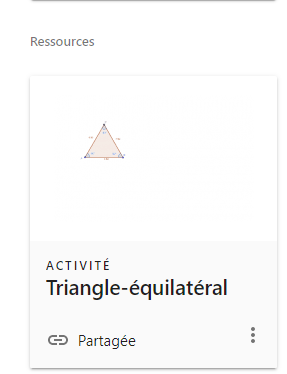 Ressources
ACTIVITÉ
Triangle-équilatéral
Partagée